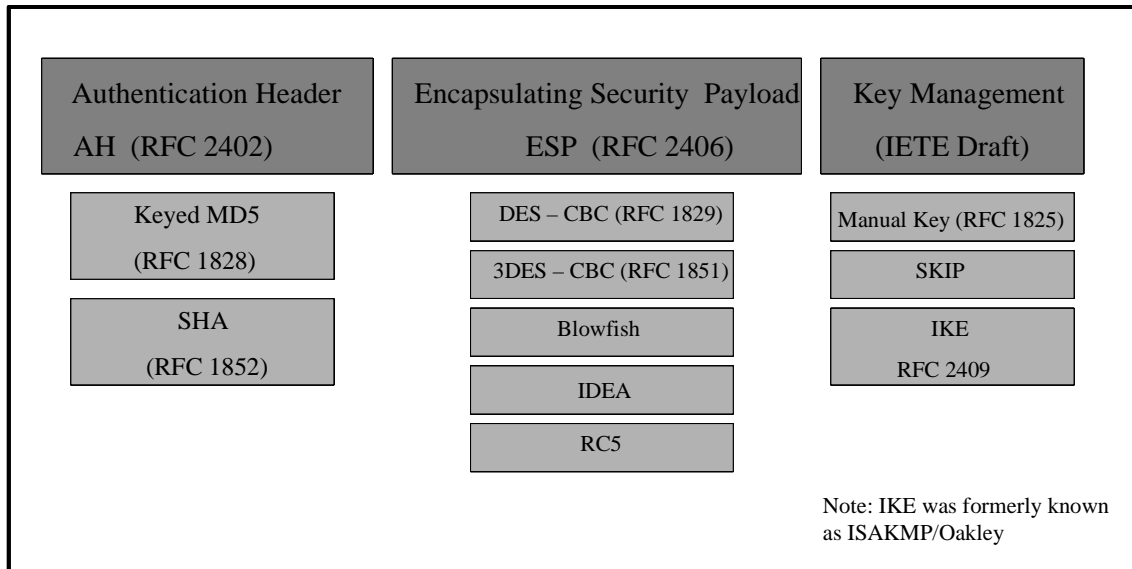 Authentication Header
AH (RFC 2402)
Keyed MD5
(RFC 1828)
SHA
(RFC 1852)
Encapsulating Security Payload
ESP (RFC 2406)
DES – CBC (RFC 1829)
3DES – CBC (RFC 1851)
Blowfish
IDEA
RC5
Key Management
(IETE Draft)
Manual Key (RFC 1825)
SKIP
IKE
RFC 2409
Note: IKE was formerly known
as ISAKMP/Oakley